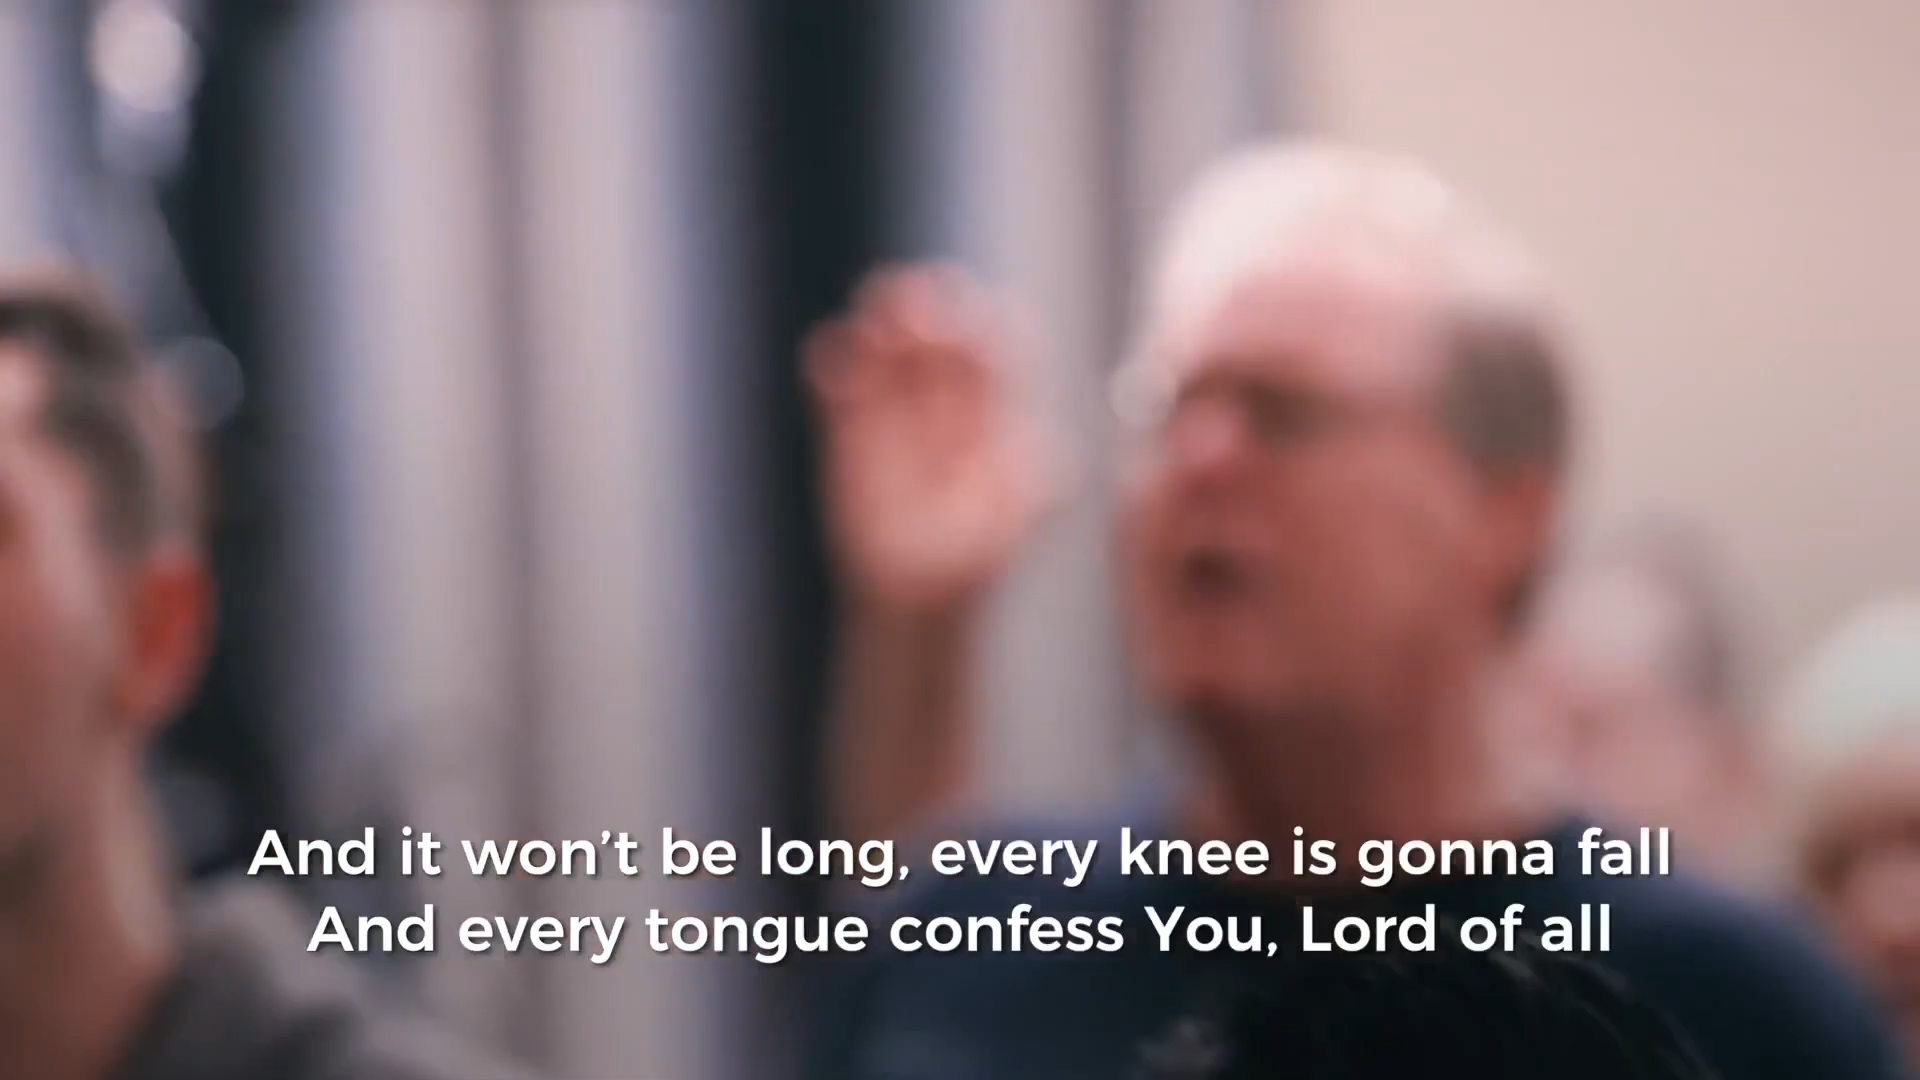 And it won’t be long, every knee is gonna fall
And every tongue confess You, Lord of all